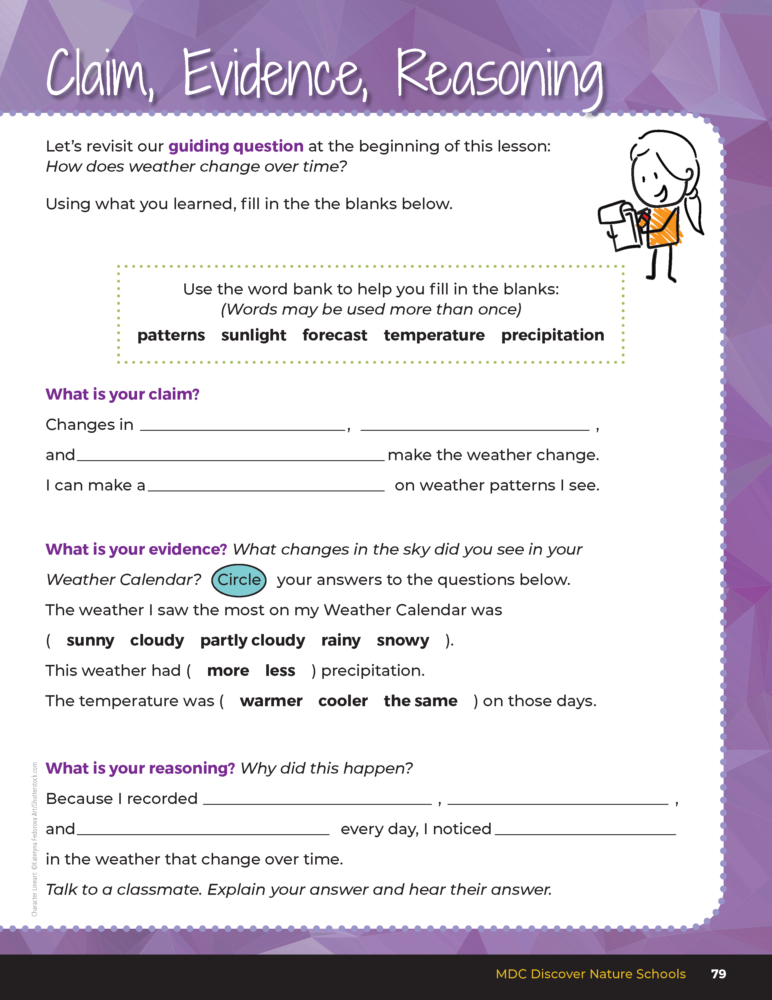 Claim, Evidence, Reasoning
Let's revisit our guiding question at the beginning of this lesson:
How does weather change over time?
Using what you learned, fill in the the blanks below.
Use the word bank to help you fill in the blanks:
(Words may be used more than once)
patterns sunlight forecast temperature precipitation
What is your claim?
Changes in ____________________, ____________________ ,
and____________________make the weather change.
I can make a____________________ on weather patterns I see.
What is your evidence? What changes in the sky did you see in your
Weather Calendar? Circle your answers to the questions below.
The weather I saw the most on my Weather Calendar was
( sunny cloudy partly cloudy rainy snowy ).
This weather had ( more less ) precipitation.
The temperature was ( warmer cooler the same ) on those days.
What is your reasoning? Why did this happen?
Because I recorded ____________________ , ____________________ ,
and____________________ every day, I noticed____________________
in the weather that change over time.
Talk to a classmate. Explain your answer and hear their answer.
Character Lineart: ©Kateryna Fedorova Art/Shutterstock.com
MDC Discover Nature Schools 79